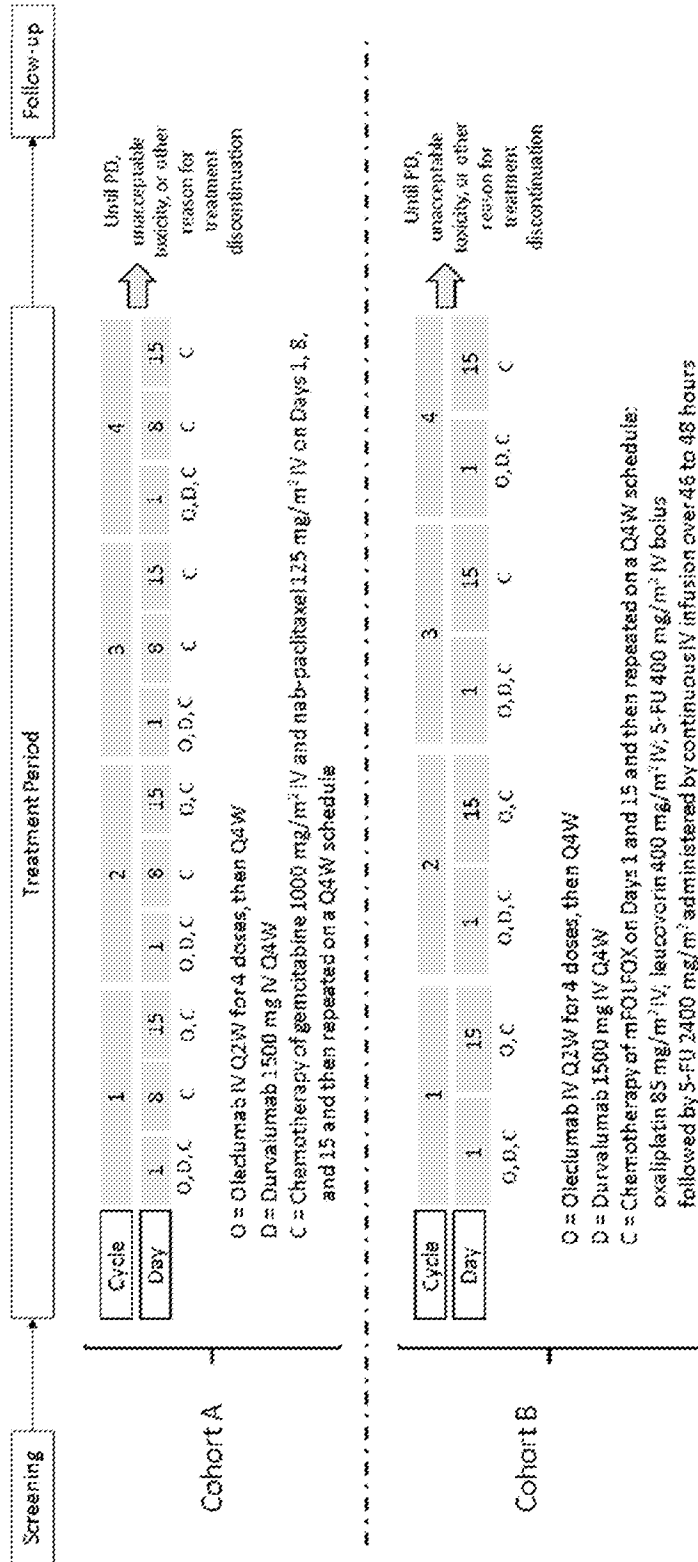 Screening
Treatment Period
Follow-up
Cohort A
Cycle 1 2 3 4
Day 1 8 15 1 8 15 1 8 15 1 8 15
O,D,C C O,C O,D,C C O,C O,D,C C C O,D,C C C
Until PD,
unacceptable
toxicity, or other
reason for
treatment
discontinuation
O = Oleclumab IV Q2W for 4 doses, then Q4W
D = Durvalumab 1500 mg IV Q4W
C = Chemotherapy of gemcitabine 1000 mg/m² IV and nab-paclitaxel 125 mg/m² IV on Days 1, 8,
and 15 and then repeated on a Q4W schedule
Cohort B
Cycle 1 2 3 4
Day 1 15 1 15 1 15 1 15
O,D,C O,C O,D,C O,C O,D,C C O,D,C C
Until PD,
unacceptable
toxicity, or other
reason for
treatment
discontinuation
O = Oleclumab IV Q2W for 4 doses, then Q4W
D = Durvalumab 1500 mg IV Q4W
C = Chemotherapy of mFOLFOX on Days 1 and 15 and then repeated on a Q4W schedule:
oxaliplatin 85 mg/m² IV, leucovorin 400 mg/m² IV, 5-FU 400 mg/m² IV bolus
followed by 5-FU 2400 mg/m² administered by continuous IV infusion over 46 to 48 hours